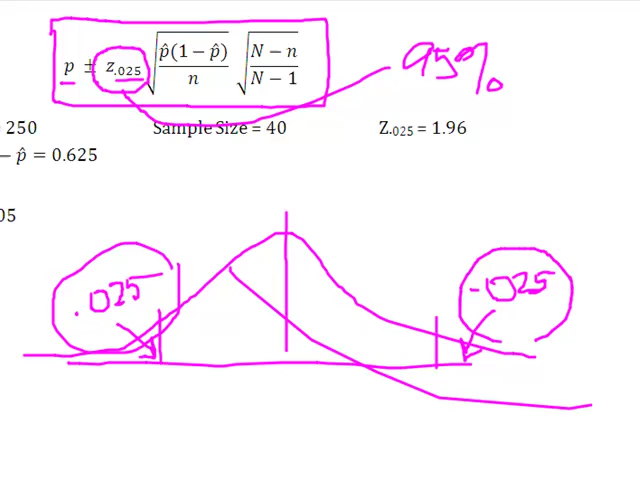 p ± z.025 √(p̂(1 − p̂)/n) √((N − n)/(N − 1))
95%
= 250 Sample Size = 40 Z.025 = 1.96
− p̂ = 0.625
05
.025 .025